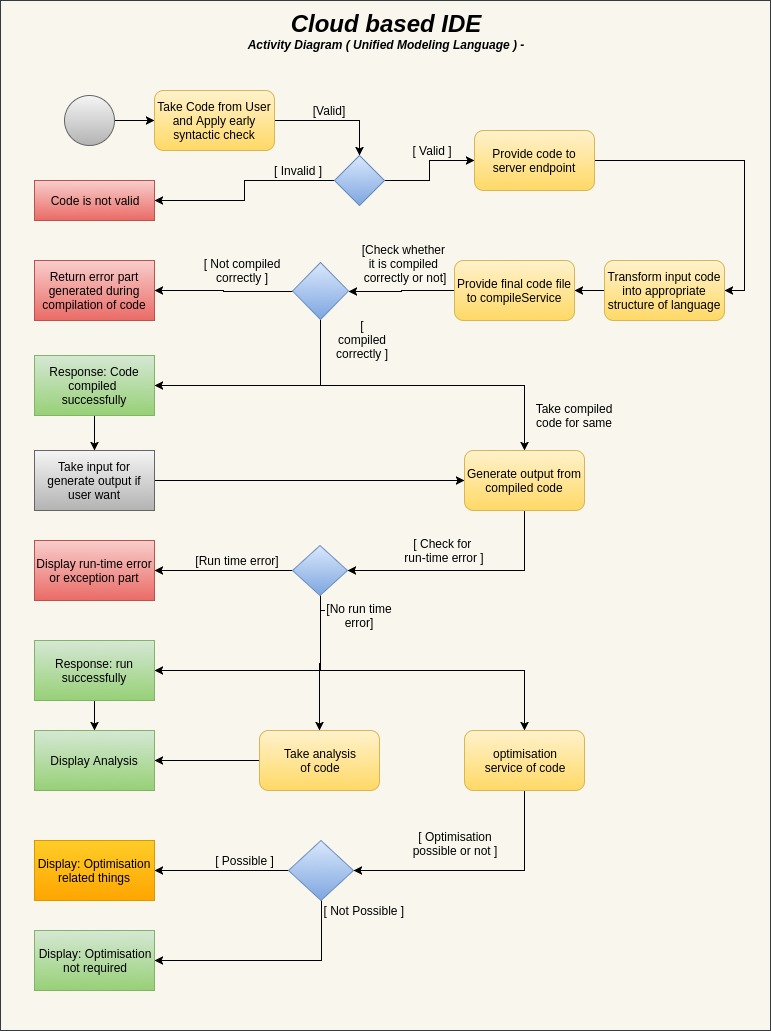 Cloud based IDE
Activity Diagram ( Unified Modeling Language ) -
Take Code from User
and Apply early
syntactic check
[Valid]
[ Invalid ]
[ Valid ]
Provide code to
server endpoint
Code is not valid
Return error part
generated during
compilation of code
[ Not compiled
correctly ]
[Check whether
it is compiled
correctly or not]
Provide final code file
to compileService
Transform input code
into appropriate
structure of language
[
compiled
correctly ]
Response: Code
compiled
successfully
Take compiled
code for same
Take input for
generate output if
user want
Generate output from
compiled code
[ Check for
run-time error ]
[Run time error]
Display run-time error
or exception part
[No run time
error]
Response: run
successfully
Display Analysis
Take analysis
of code
optimisation
service of code
[ Optimisation
possible or not ]
[ Possible ]
Display: Optimisation
related things
[ Not Possible ]
Display: Optimisation
not required